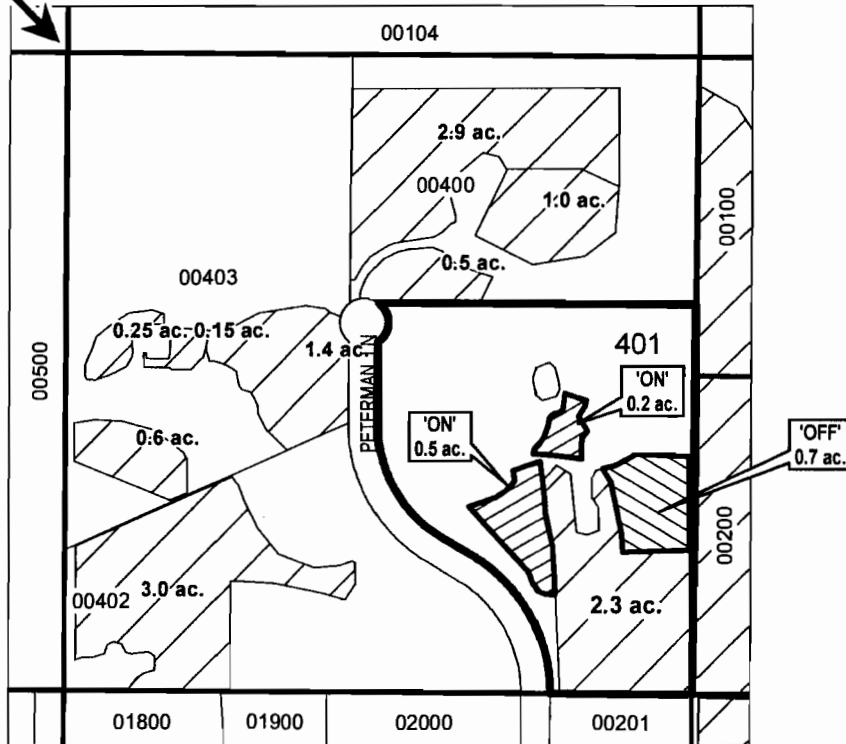 00104
2.9 ac.
00400
1.0 ac.
00100
0.5 ac.
00403
0.25 ac.
0.15 ac.
1.4 ac.
PETERMAN LN
401
00500
'ON'
0.2 ac.
'ON'
0.5 ac.
'OFF'
0.7 ac.
0.6 ac.
00200
3.0 ac.
00402
2.3 ac.
01800
01900
02000
00201